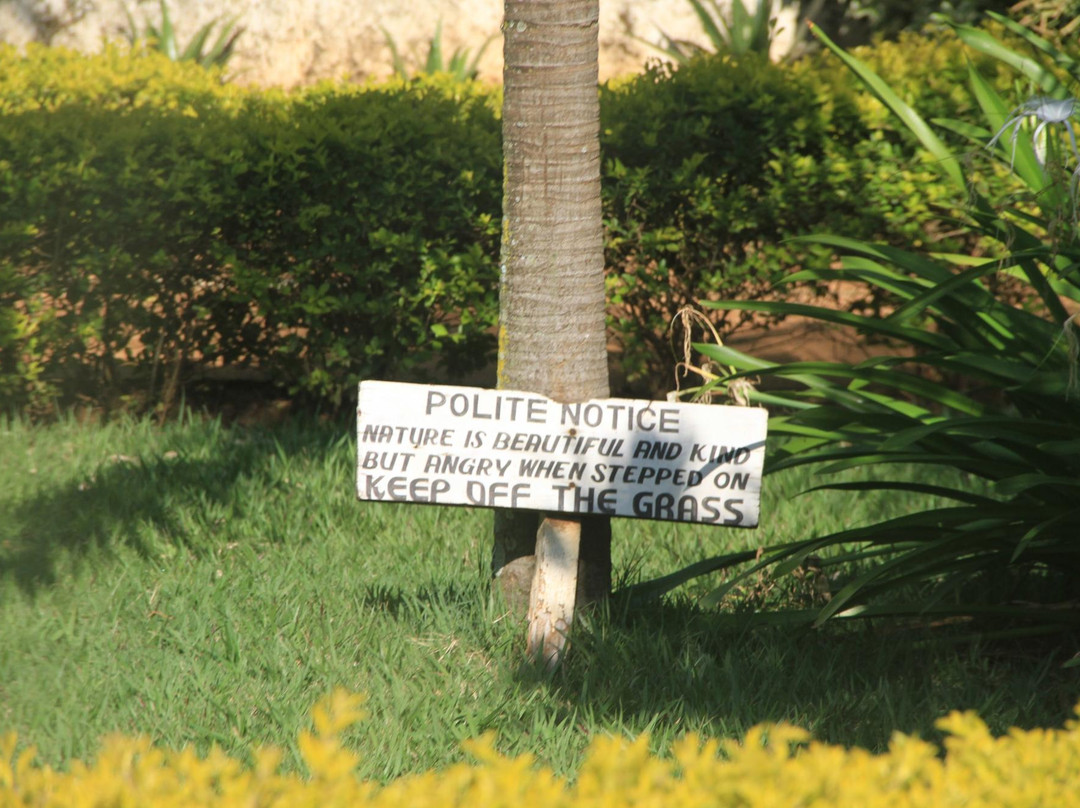 POLITE NOTICE
NATURE IS BEAUTIFUL AND KIND
BUT ANGRY WHEN STEPPED ON
KEEP OFF THE GRASS